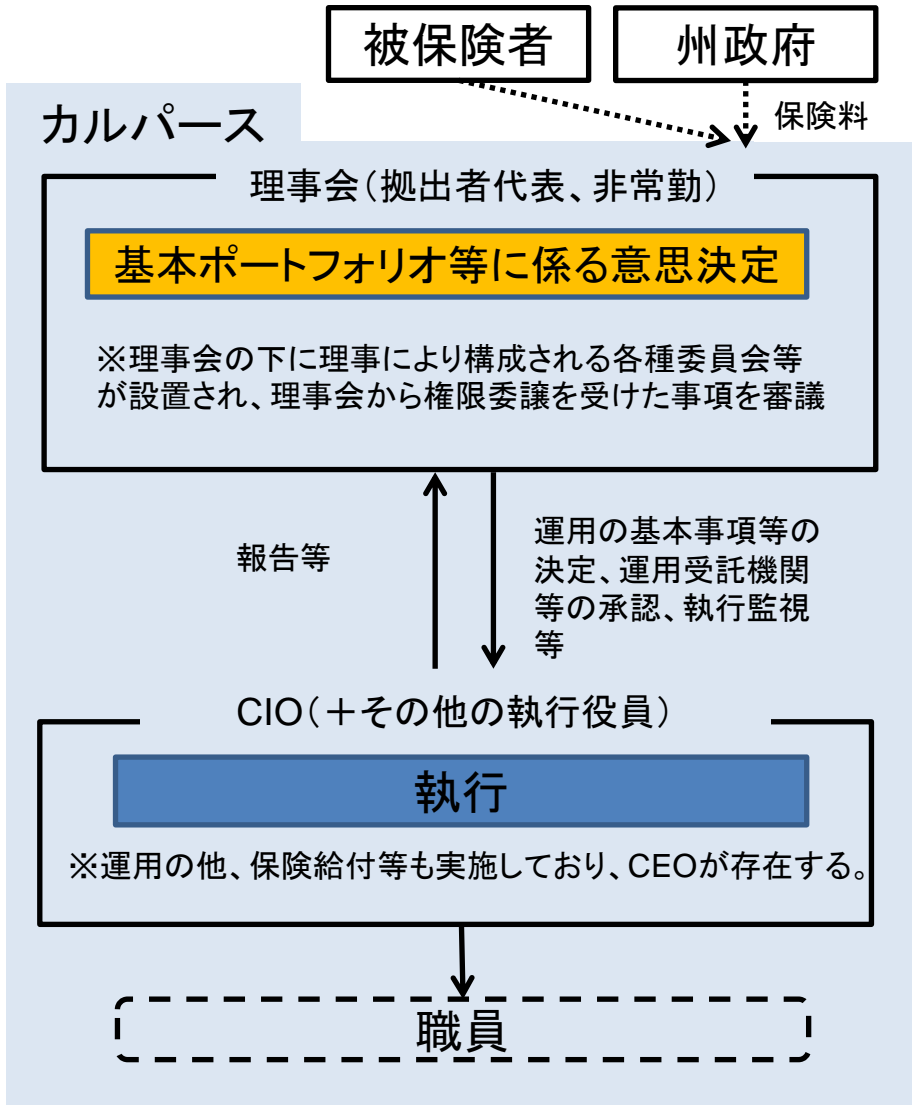 被保険者
州政府
保険料
カルパース
理事会(拠出者代表、非常勤)
基本ポートフォリオ等に係る意思決定
※理事会の下に理事により構成される各種委員会等
が設置され、理事会から権限委譲を受けた事項を審議
報告等
運用の基本事項等の
決定、運用受託機関
等の承認、執行監視
等
CIO(+その他の執行役員)
執行
※運用の他、保険給付等も実施しており、CEOが存在する。
職員